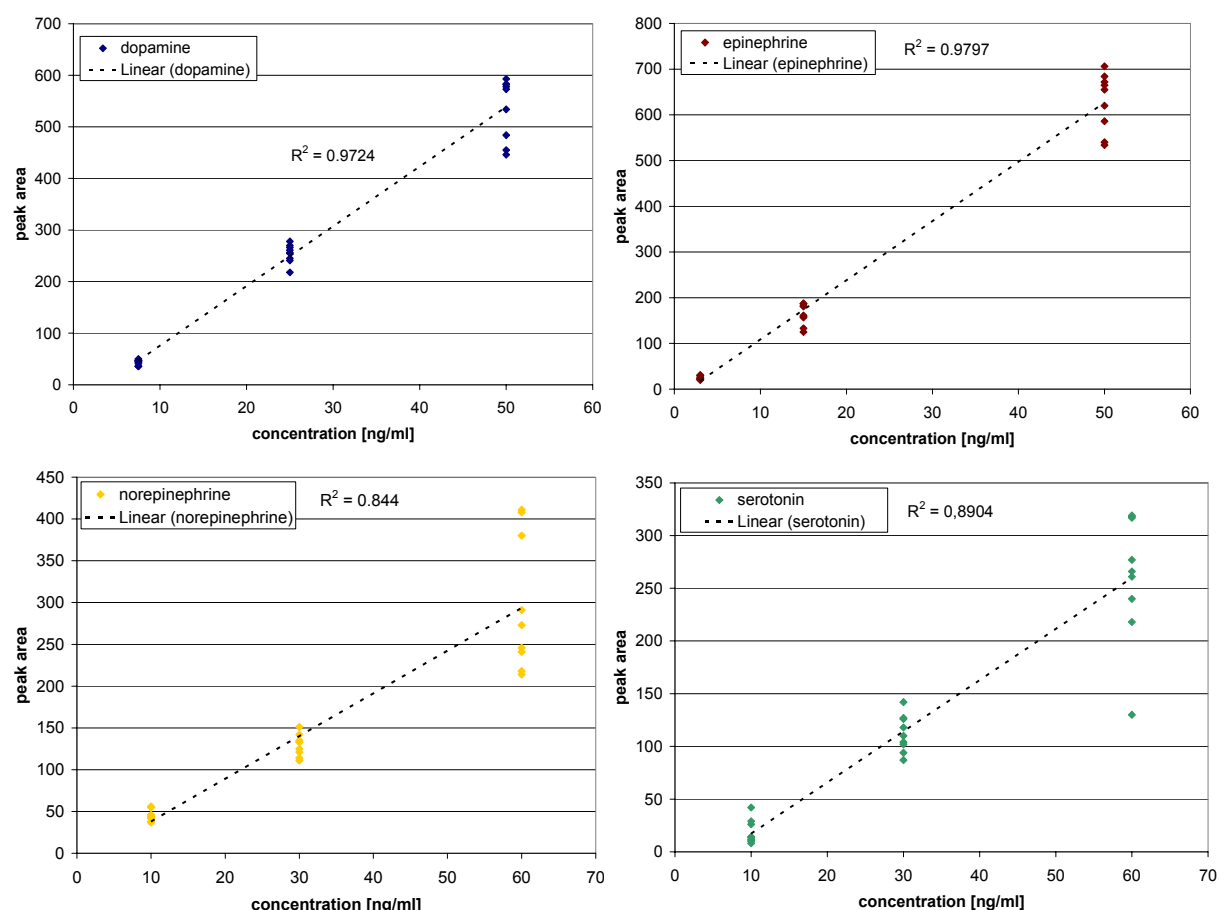 dopamine
Linear (dopamine)
R² = 0.9724
700
600
500
400
300
200
100
0
peak area
0 10 20 30 40 50 60
concentration [ng/ml]
epinephrine
Linear (epinephrine)
R² = 0.9797
800
700
600
500
400
300
200
100
0
peak area
0 10 20 30 40 50 60
concentration [ng/ml]
norepinephrine
Linear (norepinephrine)
R² = 0.844
450
400
350
300
250
200
150
100
50
0
peak area
0 10 20 30 40 50 60 70
concentration [ng/ml]
serotonin
Linear (serotonin)
R² = 0,8904
350
300
250
200
150
100
50
0
peak area
0 10 20 30 40 50 60 70
concentration [ng/ml]